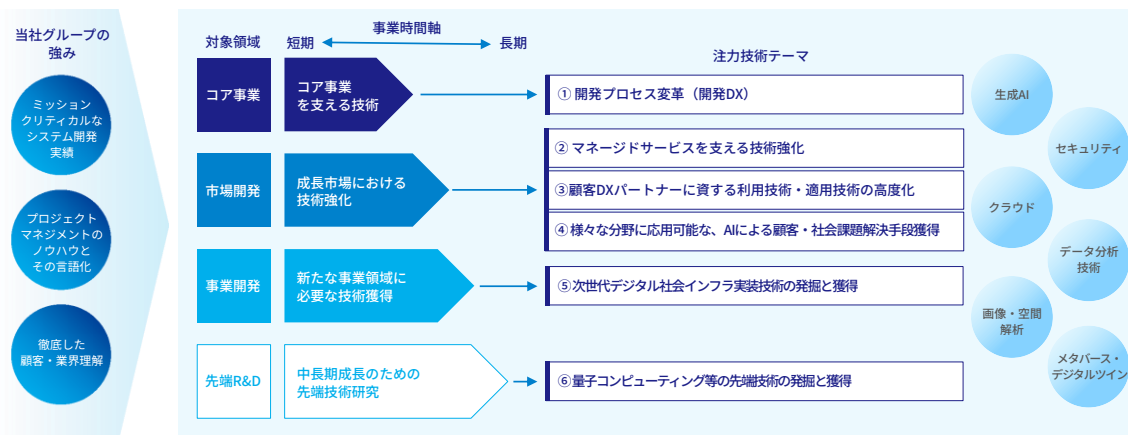 当社グループの
強み
ミッション
クリティカルな
システム開発
実績
プロジェクト
マネジメントの
ノウハウと
その言語化
徹底した
顧客・業界理解
事業時間軸
対象領域
短期
長期
注力技術テーマ
コア事業
コア事業
を支える技術
① 開発プロセス変革（開発DX）
② マネージドサービスを支える技術強化
市場開発
成長市場における
技術強化
③顧客DXパートナーに資する利用技術・適用技術の高度化
④ 様々な分野に応用可能な、AIによる顧客・社会課題解決手段獲得
事業開発
新たな事業領域に
必要な技術獲得
⑤次世代デジタル社会インフラ実装技術の発掘と獲得
先端R&D
中長期成長のための
先端技術研究
⑥量子コンピューティング等の先端技術の発掘と獲得
生成AI
セキュリティ
クラウド
データ分析
技術
画像・空間
解析
メタバース・
デジタルツイン